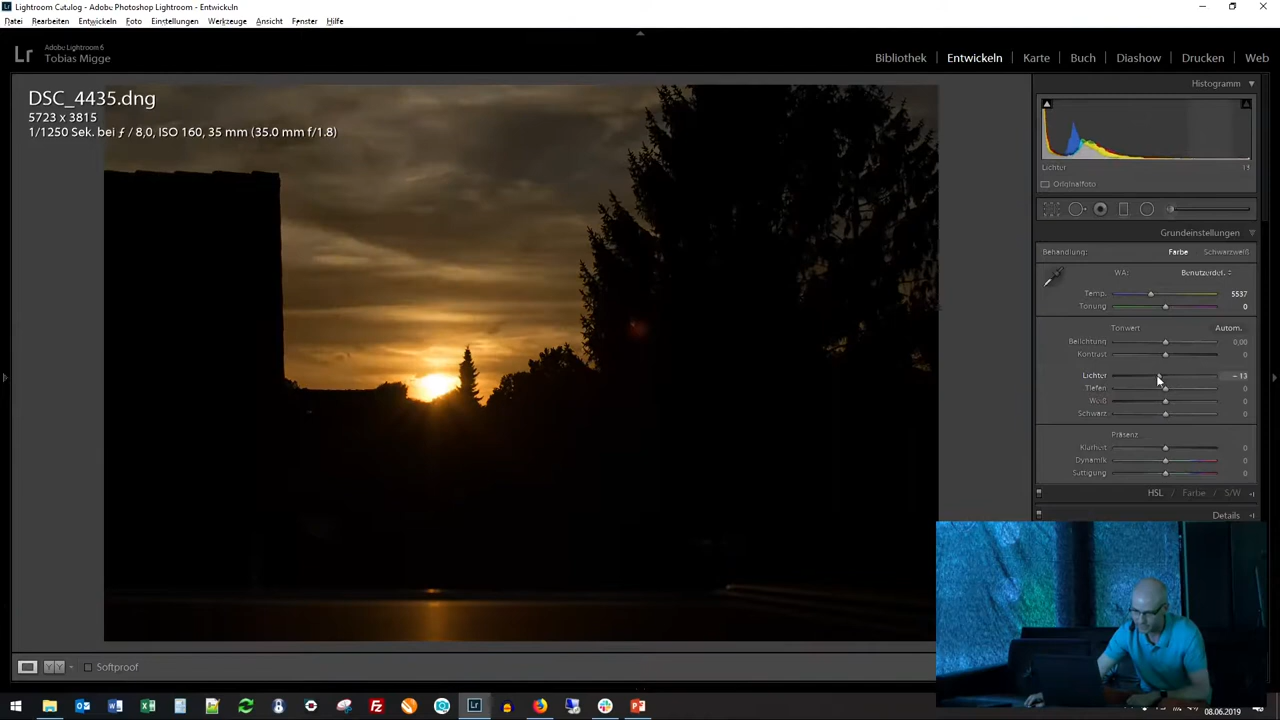 Lightroom Catalog - Adobe Photoshop Lightroom - Entwickeln
Datei Bearbeiten Entwickeln Foto Einstellungen Werkzeuge Ansicht Fenster Hilfe
Lr
Adobe Lightroom 6
Tobias Migge
Bibliothek Entwickeln Karte Buch Diashow Drucken Web
DSC_4435.dng
5723 x 3815
1/1250 Sek. bei ƒ / 8,0, ISO 160, 35 mm (35.0 mm f/1.8)
Histogramm
Lichter
Originalfoto
Grundeinstellungen
Behandlung: Farbe Schwarzweiß
WA: Benutzerdef.
Temp. 5537
Tonung 0
Tonwert Autom.
Belichtung 0,00
Kontrast 0
Lichter – 13
Tiefen 0
Weiß 0
Schwarz 0
Präsenz
Klarheit 0
Dynamik 0
Sättigung 0
HSL / Farbe / S/W
Details
Y Y
Softproof
Lr
08.06.2019